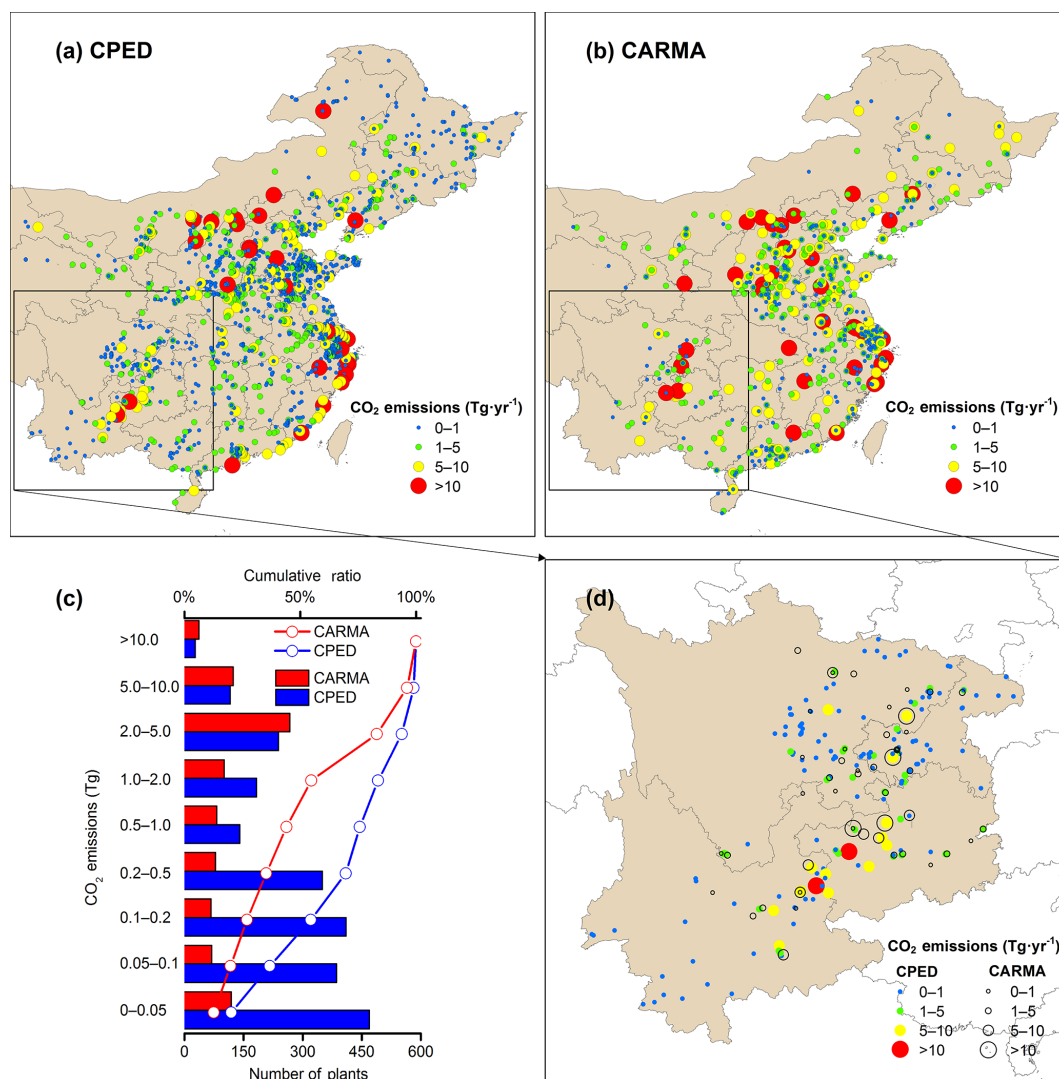 (a) CPED
CO₂ emissions (Tg·yr⁻¹)
0–1
1–5
5–10
>10
(b) CARMA
CO₂ emissions (Tg·yr⁻¹)
0–1
1–5
5–10
>10
(c)
Cumulative ratio
0% 50% 100%
CARMA
CPED
CARMA
CPED
CO₂ emissions (Tg)
>10.0
5.0–10.0
2.0–5.0
1.0–2.0
0.5–1.0
0.2–0.5
0.1–0.2
0.05–0.1
0–0.05
0 150 300 450 600
Number of plants
(d)
CO₂ emissions (Tg·yr⁻¹)
CPED CARMA
0–1 0–1
1–5 1–5
5–10 5–10
>10 >10